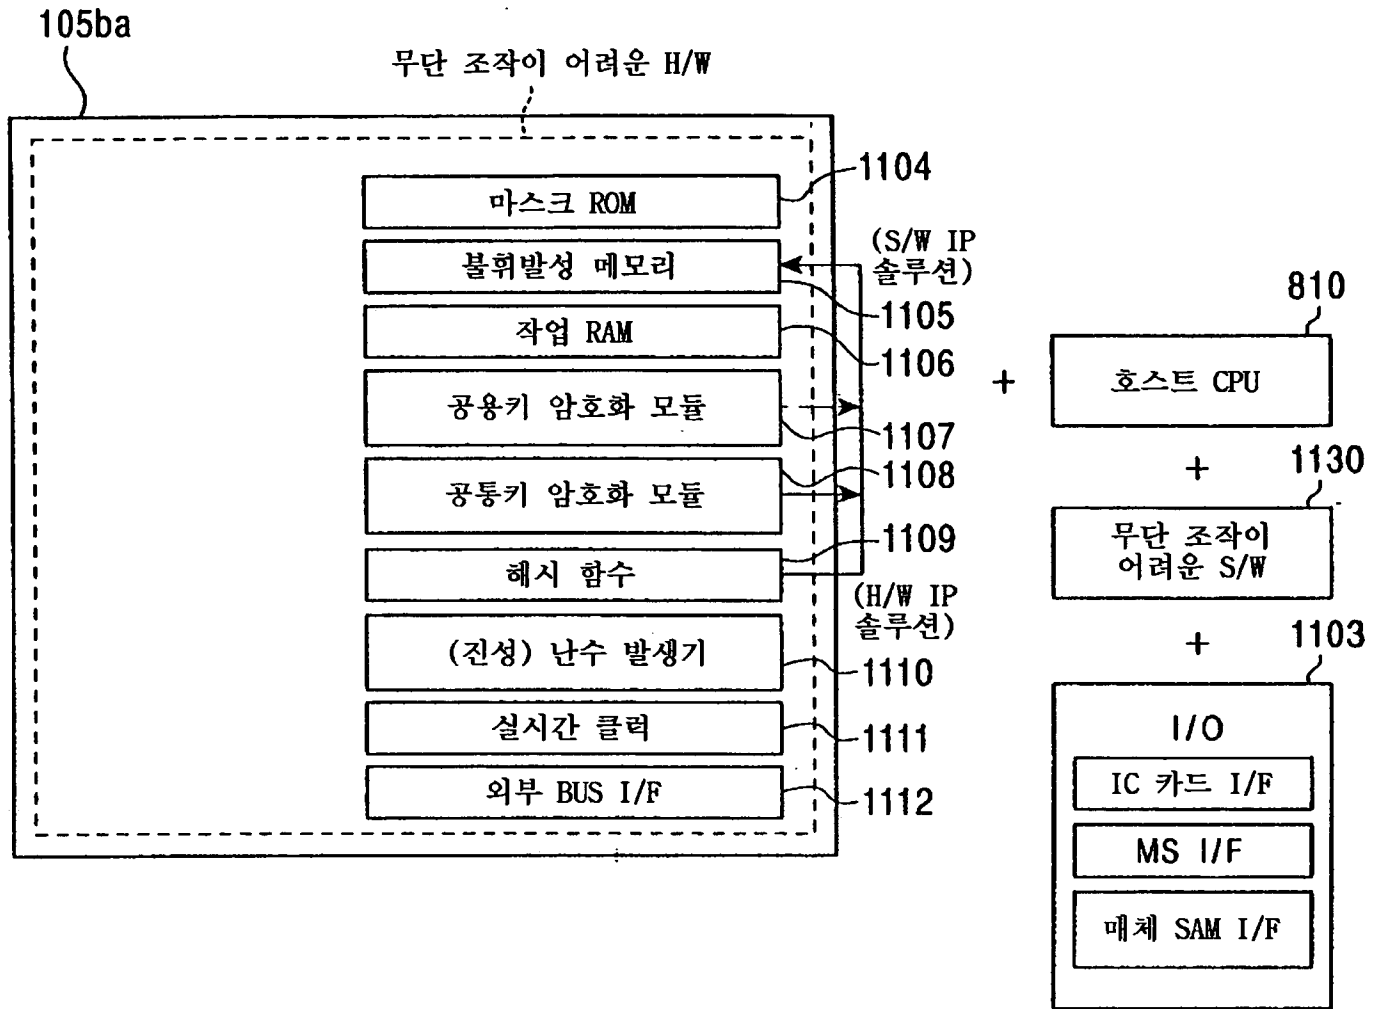 105ba
무단 조작이 어려운 H/W
마스크 ROM
1104
불휘발성 메모리
(S/W IP
솔루션)
1105
작업 RAM
1106
공용키 암호화 모듈
1107
공통키 암호화 모듈
1108
해시 함수
1109
(H/W IP
솔루션)
(진성) 난수 발생기
1110
실시간 클럭
1111
외부 BUS I/F
1112
+
810
호스트 CPU
+
1130
무단 조작이
어려운 S/W
+
1103
I/O
IC 카드 I/F
MS I/F
매체 SAM I/F